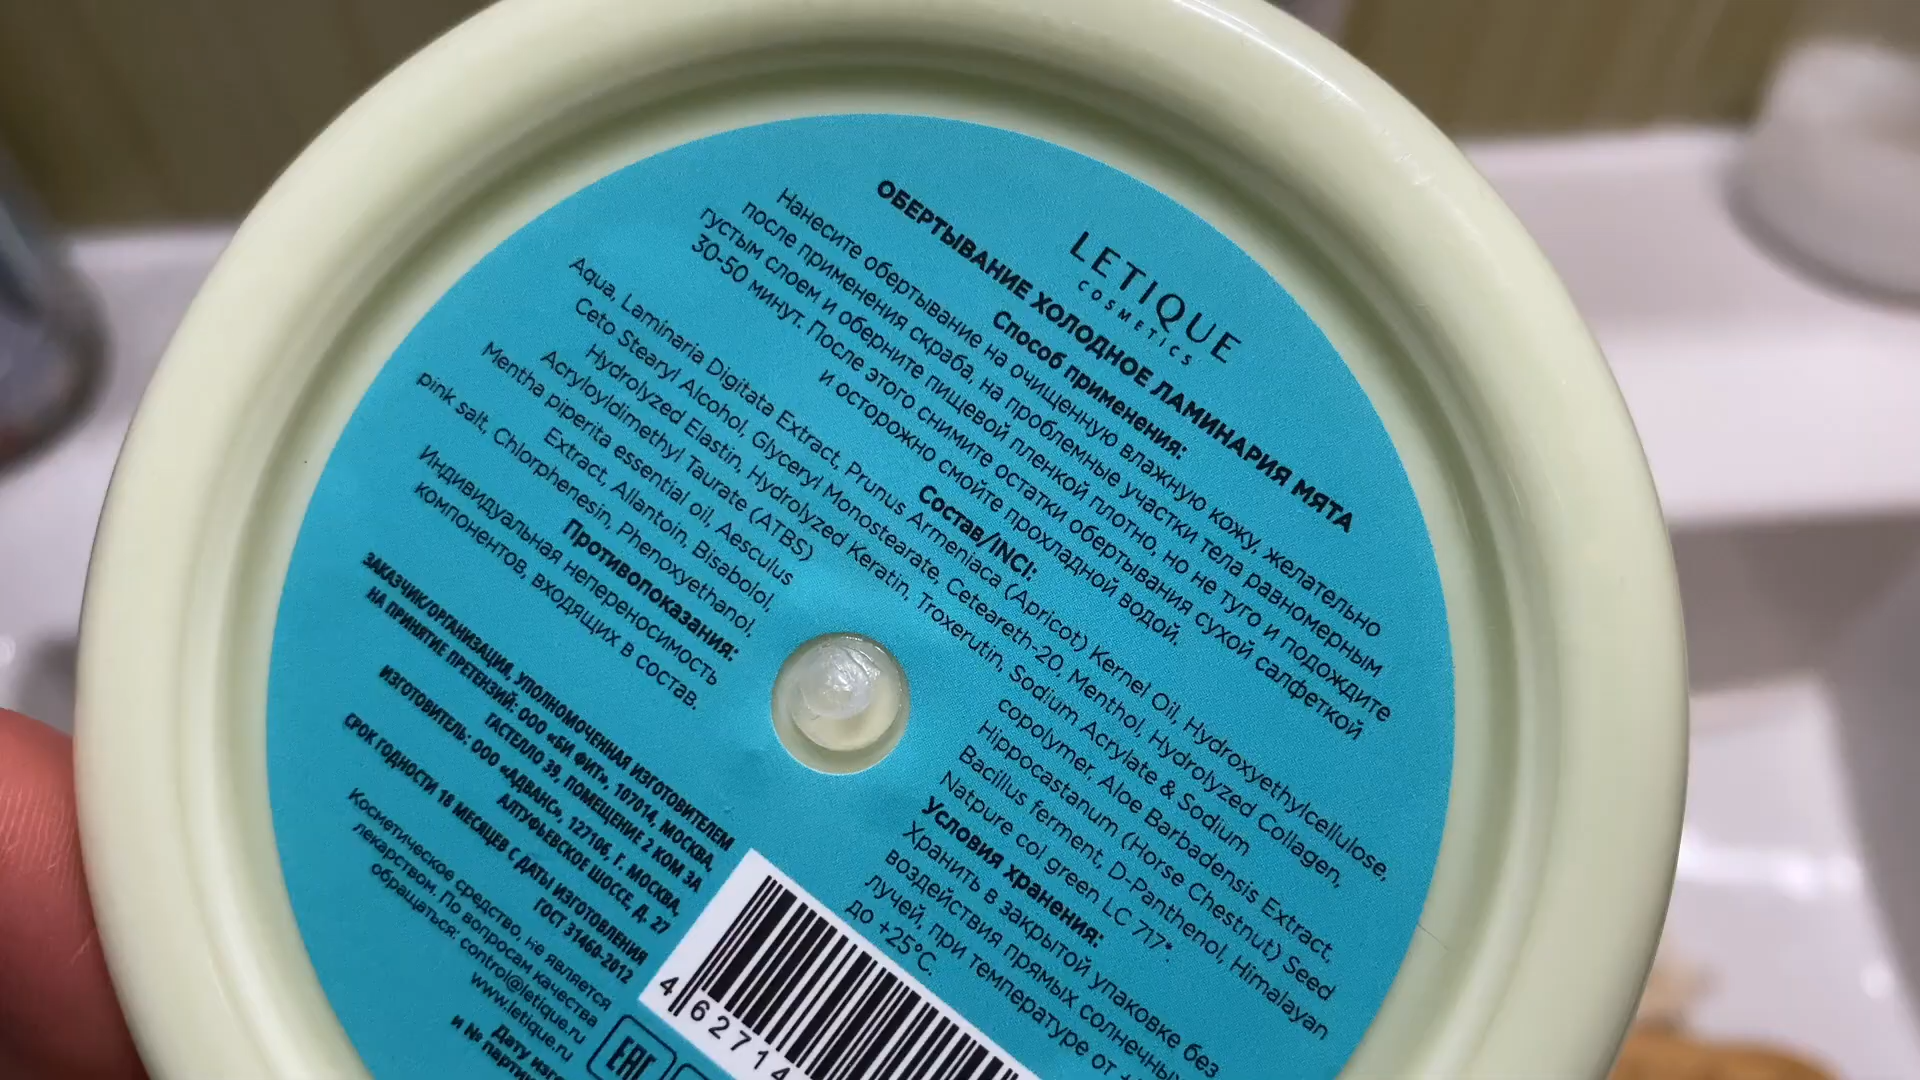 LETIQUE
COSMETICS
ОБЕРТЫВАНИЕ ХОЛОДНОЕ ЛАМИНАРИЯ МЯТА
Способ применения:
Нанесите обертывание на очищенную влажную кожу, желательно
после применения скраба, на проблемные участки тела равномерным
густым слоем и оберните пищевой пленкой плотно, но не туго и подождите
30-50 минут. После этого снимите остатки обертывания сухой салфеткой
и осторожно смойте прохладной водой.
Состав/INCI:
Aqua, Laminaria Digitata Extract, Prunus Armeniaca (Apricot) Kernel Oil, Hydroxyethylcellulose,
Ceto Stearyl Alcohol, Glyceryl Monostearate, Ceteareth-20, Menthol, Hydrolyzed Collagen,
Hydrolyzed Elastin, Hydrolyzed Keratin, Troxerutin, Sodium Acrylate & Sodium
Acryloyldimethyl Taurate (ATBS) copolymer, Aloe Barbadensis Extract,
Mentha piperita essential oil, Aesculus Hippocastanum (Horse Chestnut) Seed
Extract, Allantoin, Bisabolol, Bacillus ferment, D-Panthenol, Himalayan
pink salt, Chlorphenesin, Phenoxyethanol, Natpure col green LC 717*.
Противопоказания:
Индивидуальная непереносимость
компонентов, входящих в состав.
Условия хранения:
Хранить в закрытой упаковке без
воздействия прямых солнечных
лучей, при температуре от
до +25°C.
ЗАКАЗЧИК/ОРГАНИЗАЦИЯ, УПОЛНОМОЧЕННАЯ ИЗГОТОВИТЕЛЕМ
НА ПРИНЯТИЕ ПРЕТЕНЗИЙ: ООО «БИ ФИТ», 107014, МОСКВА,
ГАСТЕЛЛО 39, ПОМЕЩЕНИЕ 2 КОМ 3А
ИЗГОТОВИТЕЛЬ: ООО «АДВАНС», 127106, Г. МОСКВА,
АЛТУФЬЕВСКОЕ ШОССЕ, Д. 27
СРОК ГОДНОСТИ 18 МЕСЯЦЕВ С ДАТЫ ИЗГОТОВЛЕНИЯ
ГОСТ 31460-2012
Косметическое средство, не является
лекарством. По вопросам качества
обращаться: control@letique.ru
www.letique.ru
Дату
и №
4 62714
EAC